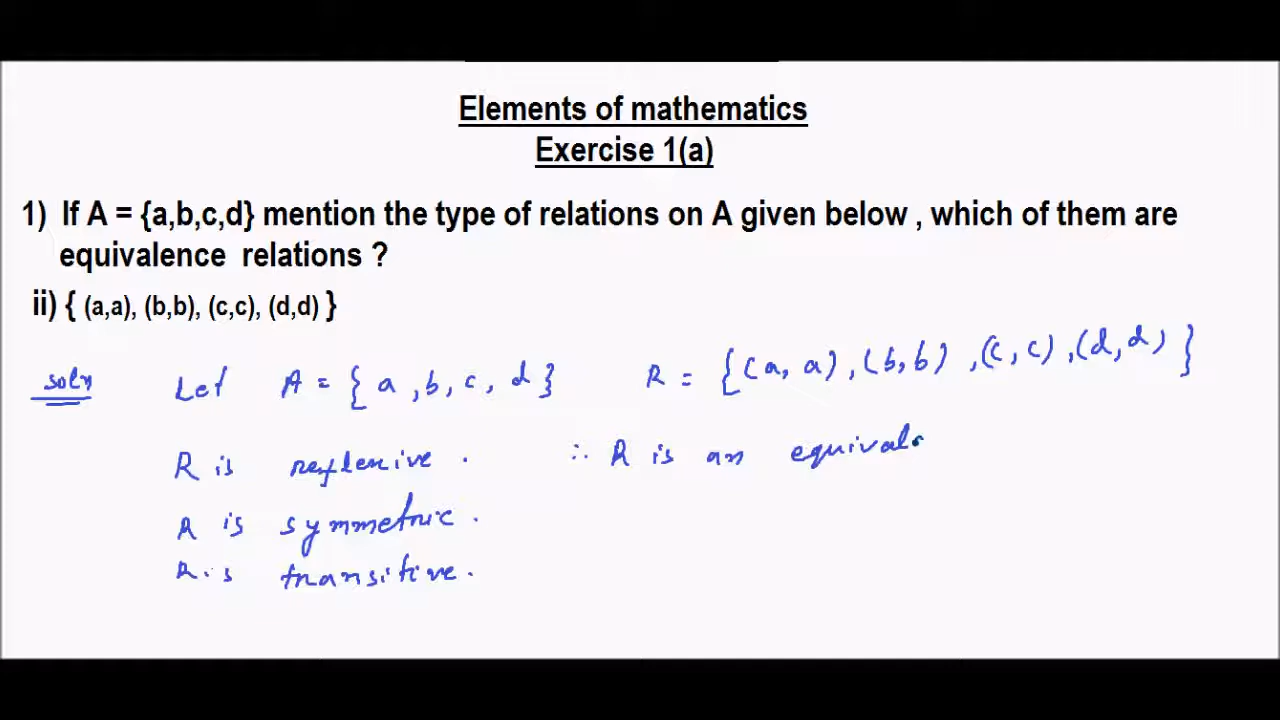 Elements of mathematics
Exercise 1(a)
1) If A = {a,b,c,d} mention the type of relations on A given below , which of them are
equivalence relations ?
ii) { (a,a), (b,b), (c,c), (d,d) }
soln Let A = { a , b, c, d } R = { (a, a) , (b, b) , (c, c) , (d, d) }
R is reflexive . ∴ R is an equivale
R is symmetric .
R is transitive .